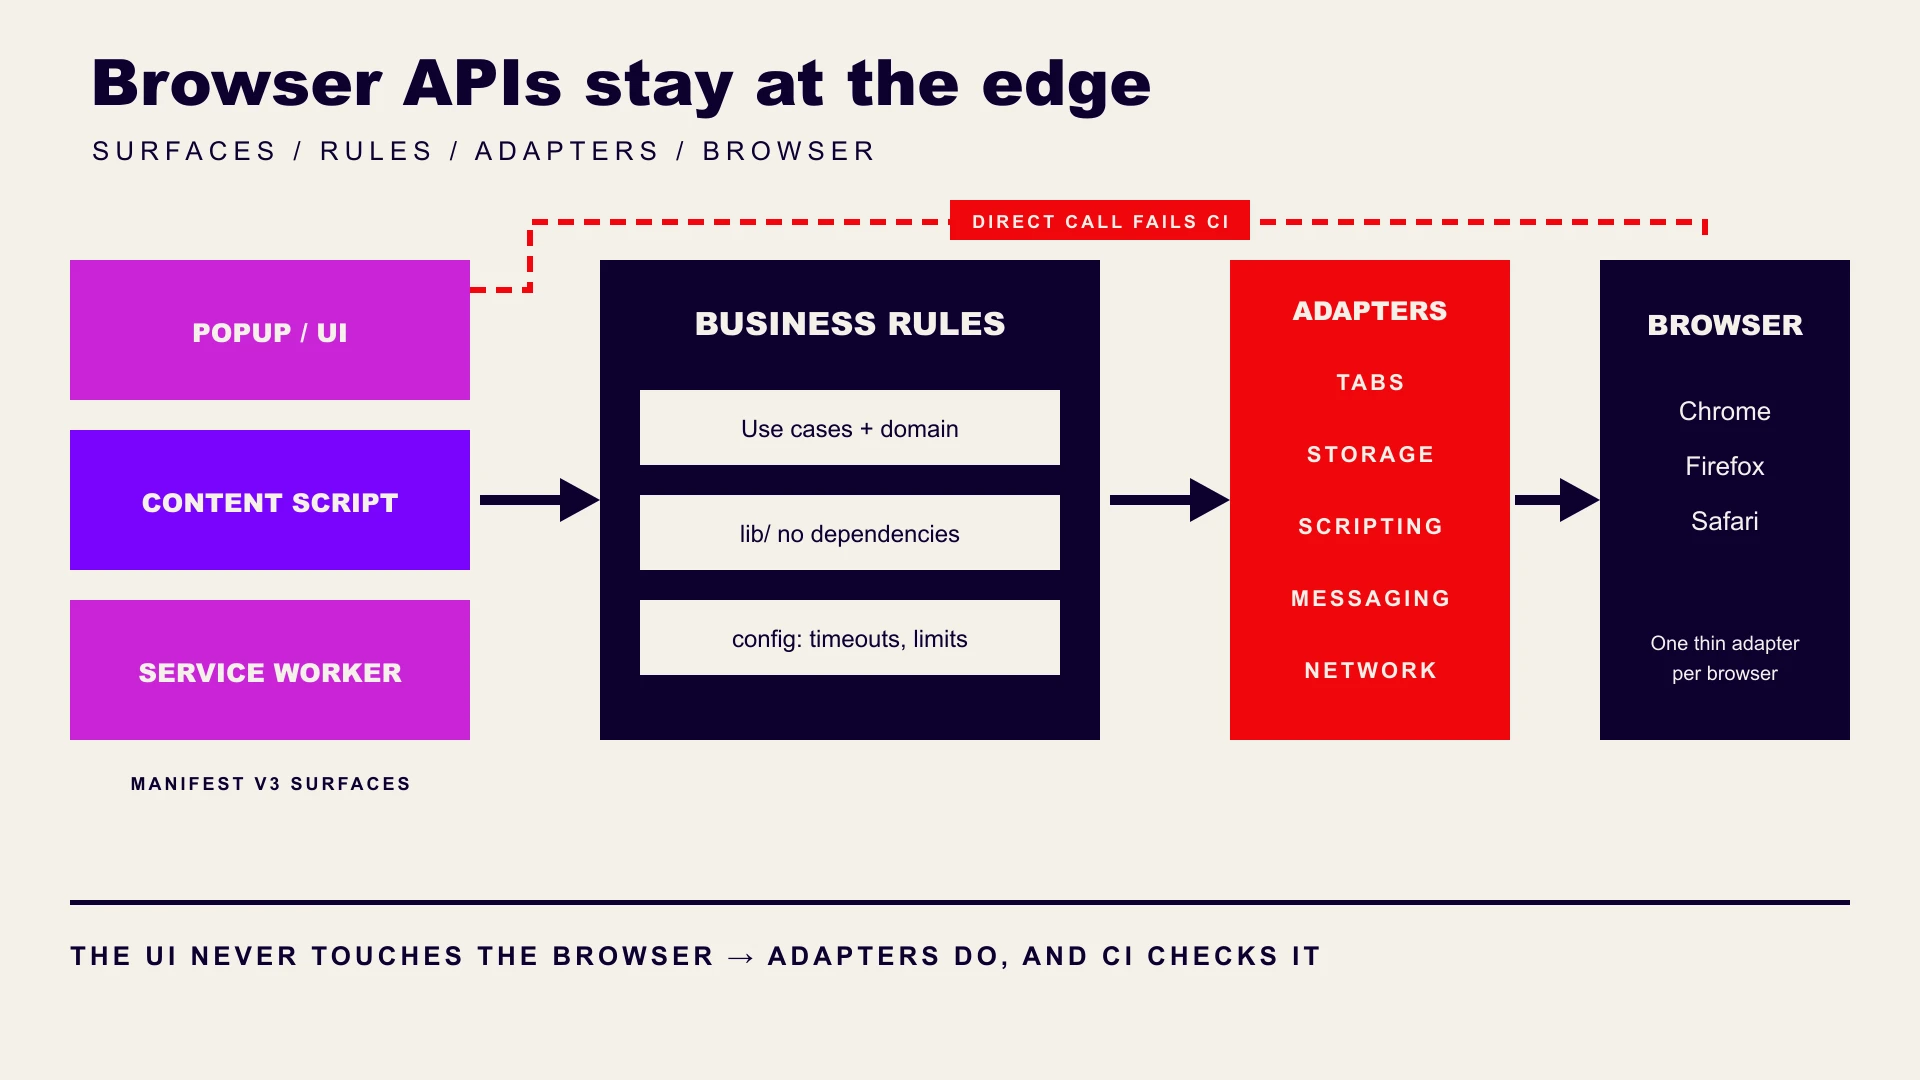 Browser APIs stay at the edge
SURFACES / RULES / ADAPTERS / BROWSER
DIRECT CALL FAILS CI
POPUP / UI
CONTENT SCRIPT
SERVICE WORKER
MANIFEST V3 SURFACES
BUSINESS RULES
Use cases + domain
lib/ no dependencies
config: timeouts, limits
ADAPTERS
TABS
STORAGE
SCRIPTING
MESSAGING
NETWORK
BROWSER
Chrome
Firefox
Safari
One thin adapter
per browser
THE UI NEVER TOUCHES THE BROWSER → ADAPTERS DO, AND CI CHECKS IT